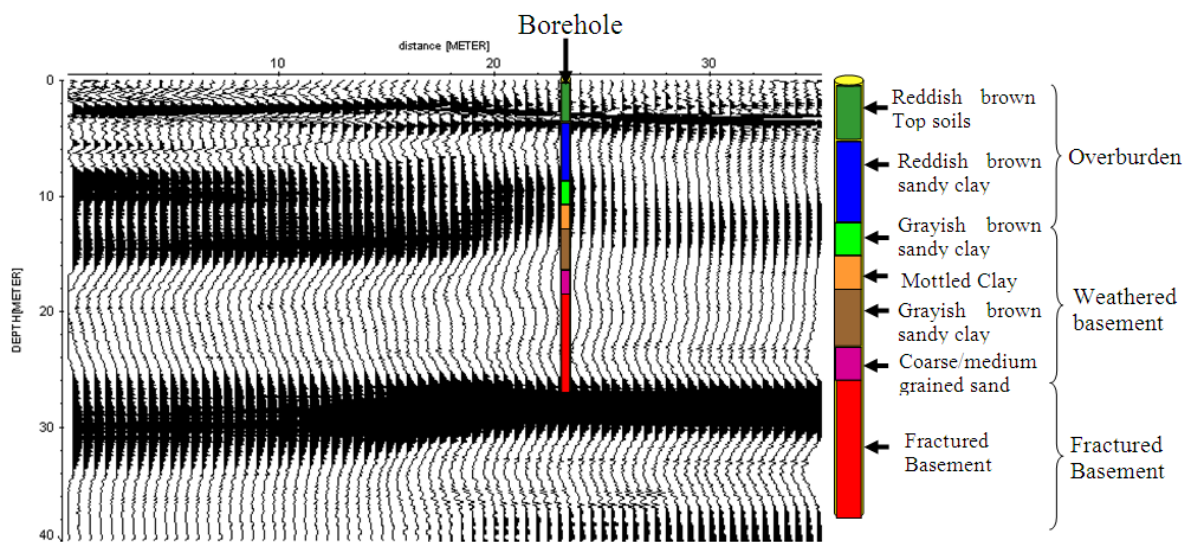 Borehole
distance [METER]
10
20
30
0
10
20
30
40
DEPTH[METER]
Reddish brown
Top soils
Reddish brown
sandy clay
Grayish brown
sandy clay
Mottled Clay
Grayish brown
sandy clay
Coarse/medium
grained sand
Fractured
Basement
Overburden
Weathered
basement
Fractured
Basement